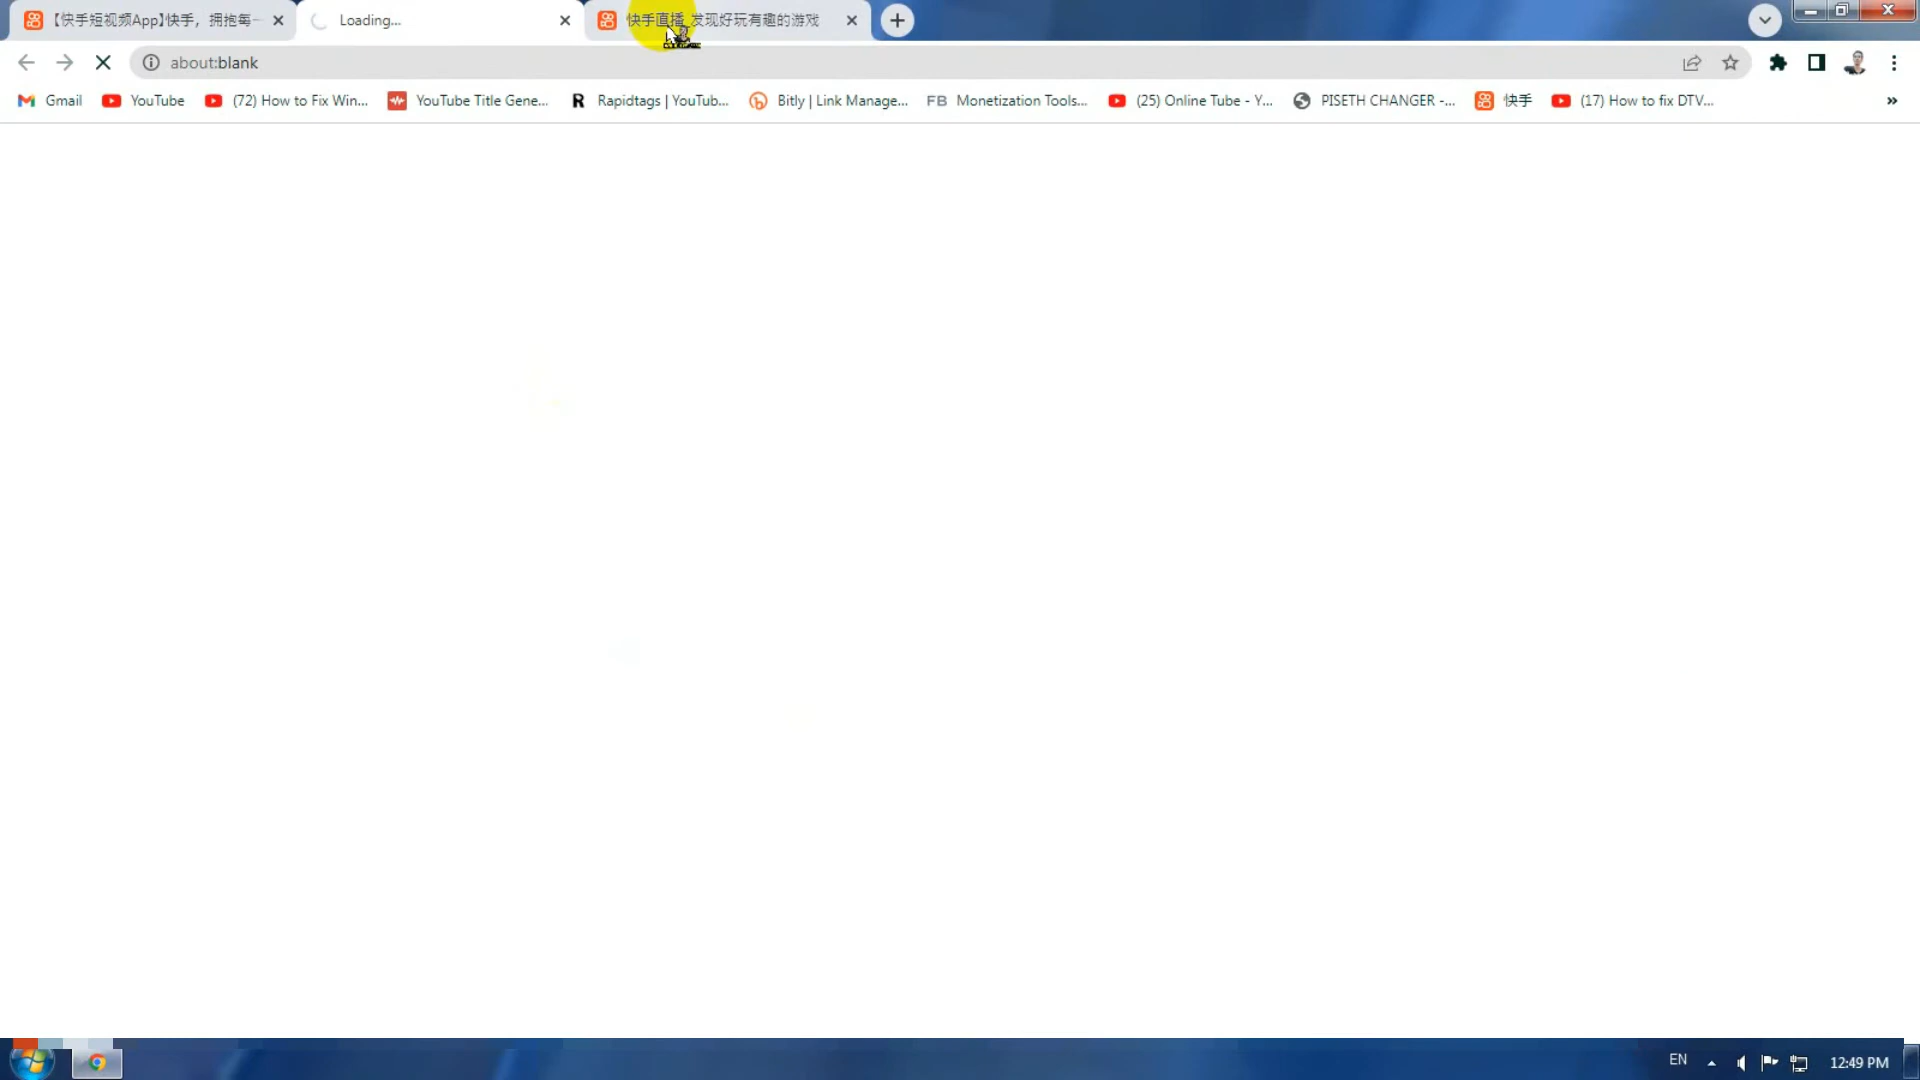 【快手短视频App】快手，拥抱每一
Loading...
快手直播_发现好玩有趣的游戏
about:blank
Gmail
YouTube
(72) How to Fix Win...
YouTube Title Gene...
Rapidtags | YouTub...
Bitly | Link Manage...
FB Monetization Tools...
(25) Online Tube - Y...
PISETH CHANGER -...
快手
(17) How to fix DTV...
EN
12:49 PM